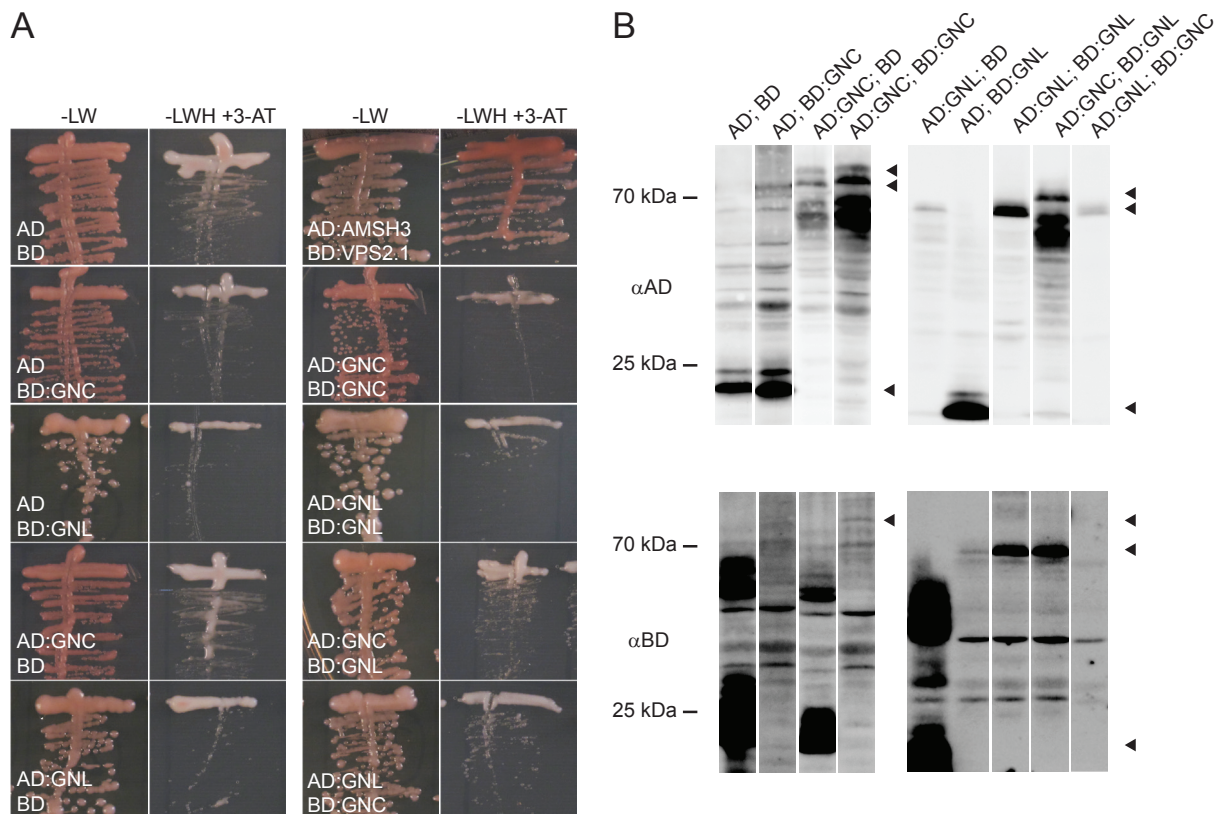 A
-LW
-LWH +3-AT
-LW
-LWH +3-AT
AD
BD
AD:AMSH3
BD:VPS2.1
AD
BD:GNC
AD:GNC
BD:GNC
AD
BD:GNL
AD:GNL
BD:GNL
AD:GNC
BD
AD:GNC
BD:GNL
AD:GNL
BD
AD:GNL
BD:GNC
B
AD; BD
AD; BD:GNC
AD:GNC; BD
AD:GNC; BD:GNC
AD:GNL; BD
AD; BD:GNL
AD:GNL; BD:GNL
AD:GNC; BD:GNL
AD:GNL; BD:GNC
70 kDa
αAD
25 kDa
70 kDa
αBD
25 kDa